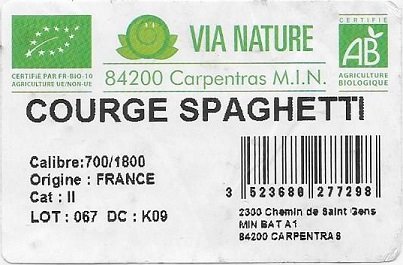 VIA NATURE
CERTIFIÉ
AB
CERTIFIÉ PAR FR-BIO-10
AGRICULTURE UE/NON-UE
84200 Carpentras M.I.N.
AGRICULTURE
BIOLOGIQUE
COURGE SPAGHETTI
Calibre:700/1800
Origine : FRANCE
Cat : II
LOT : 067 DC : K09
3 523680 277298
2300 Chemin de Saint Gens
MIN BAT A1
84200 CARPENTRAS